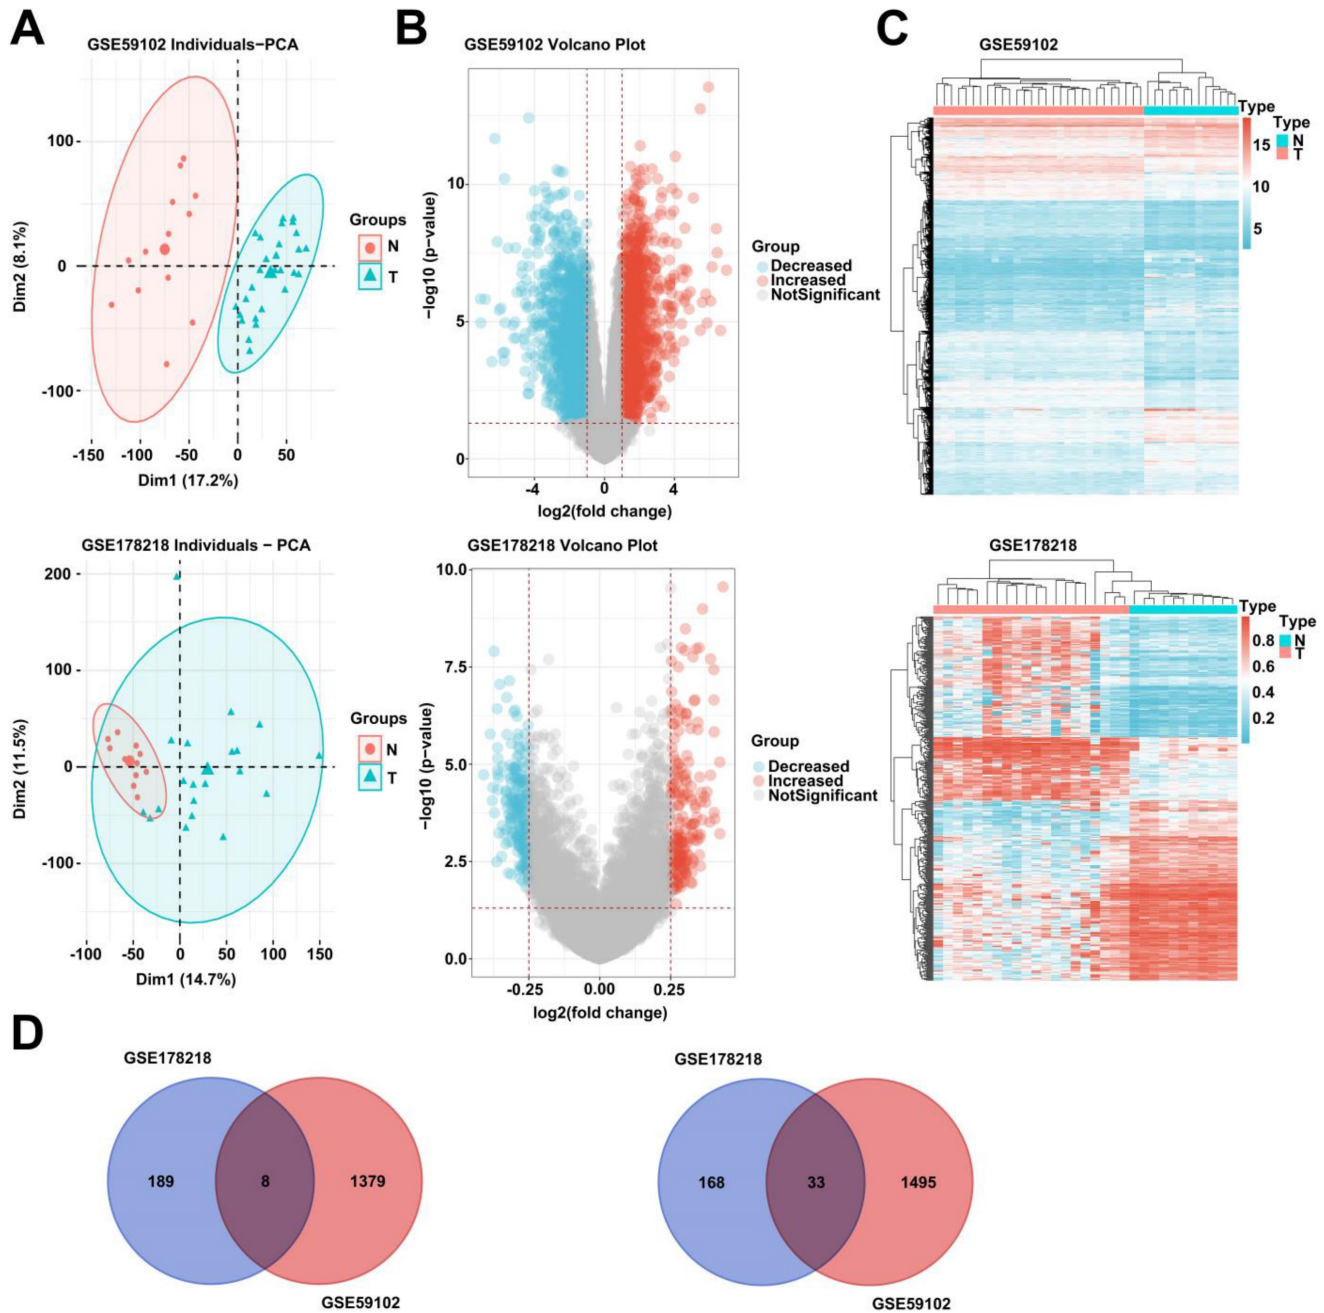 A
B
C
GSE59102 Individuals−PCA
100
0
-100
-150
-100
-50
0
50
Dim1 (17.2%)
Dim2 (8.1%)
Groups
N
T
GSE59102 Volcano Plot
10
5
0
-4
0
4
log2(fold change)
−log10 (p−value)
Group
Decreased
Increased
NotSignificant
GSE59102
Type
15
10
5
Type
N
T
GSE178218 Individuals − PCA
200
100
0
-100
-100
-50
0
50
100
150
Dim1 (14.7%)
Dim2 (11.5%)
Groups
N
T
GSE178218 Volcano Plot
10.0
7.5
5.0
2.5
0.0
-0.25
0.00
0.25
log2(fold change)
−log10 (p−value)
Group
Decreased
Increased
NotSignificant
GSE178218
Type
0.8
0.6
0.4
0.2
Type
N
T
D
GSE178218
189
8
1379
GSE59102
GSE178218
168
33
1495
GSE59102